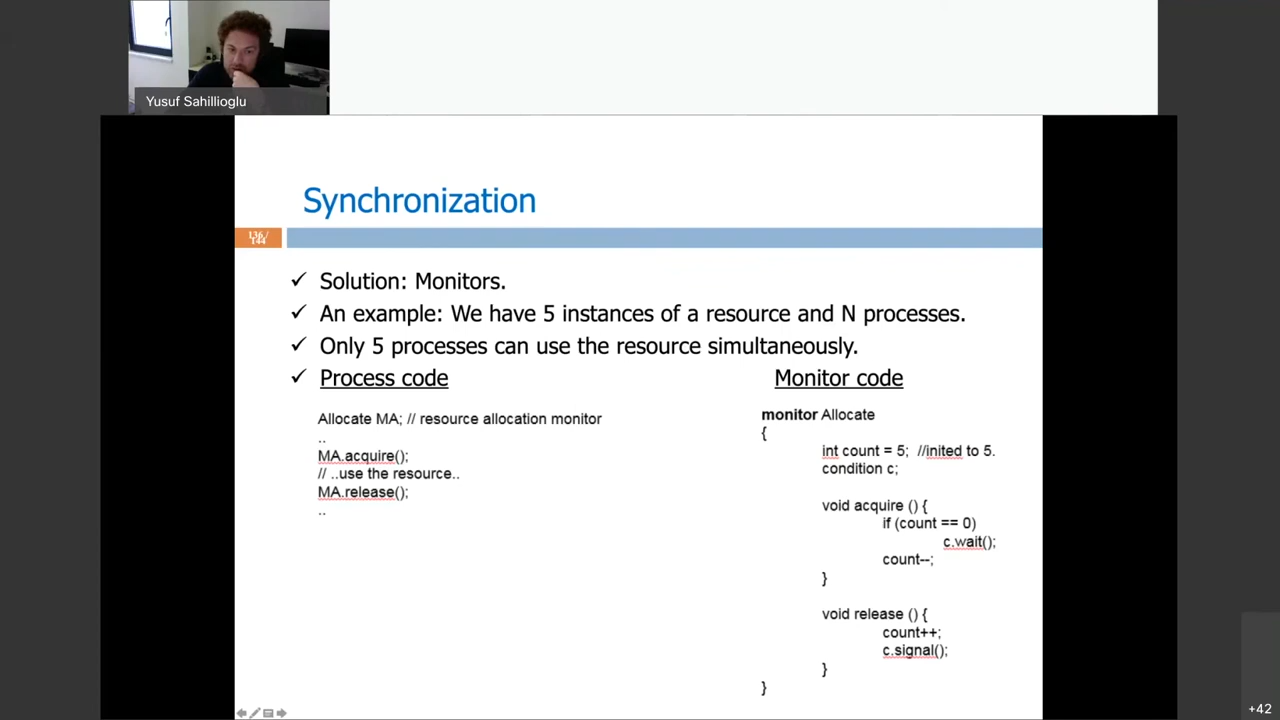 Yusuf Sahillioglu
Synchronization
136/
144
✓ Solution: Monitors.
✓ An example: We have 5 instances of a resource and N processes.
✓ Only 5 processes can use the resource simultaneously.
✓ Process code
Allocate MA; // resource allocation monitor
..
MA.acquire();
// ..use the resource..
MA.release();
..
Monitor code
monitor Allocate
{
int count = 5; //inited to 5.
condition c;
void acquire () {
if (count == 0)
c.wait();
count--;
}
void release () {
count++;
c.signal();
}
}
+42